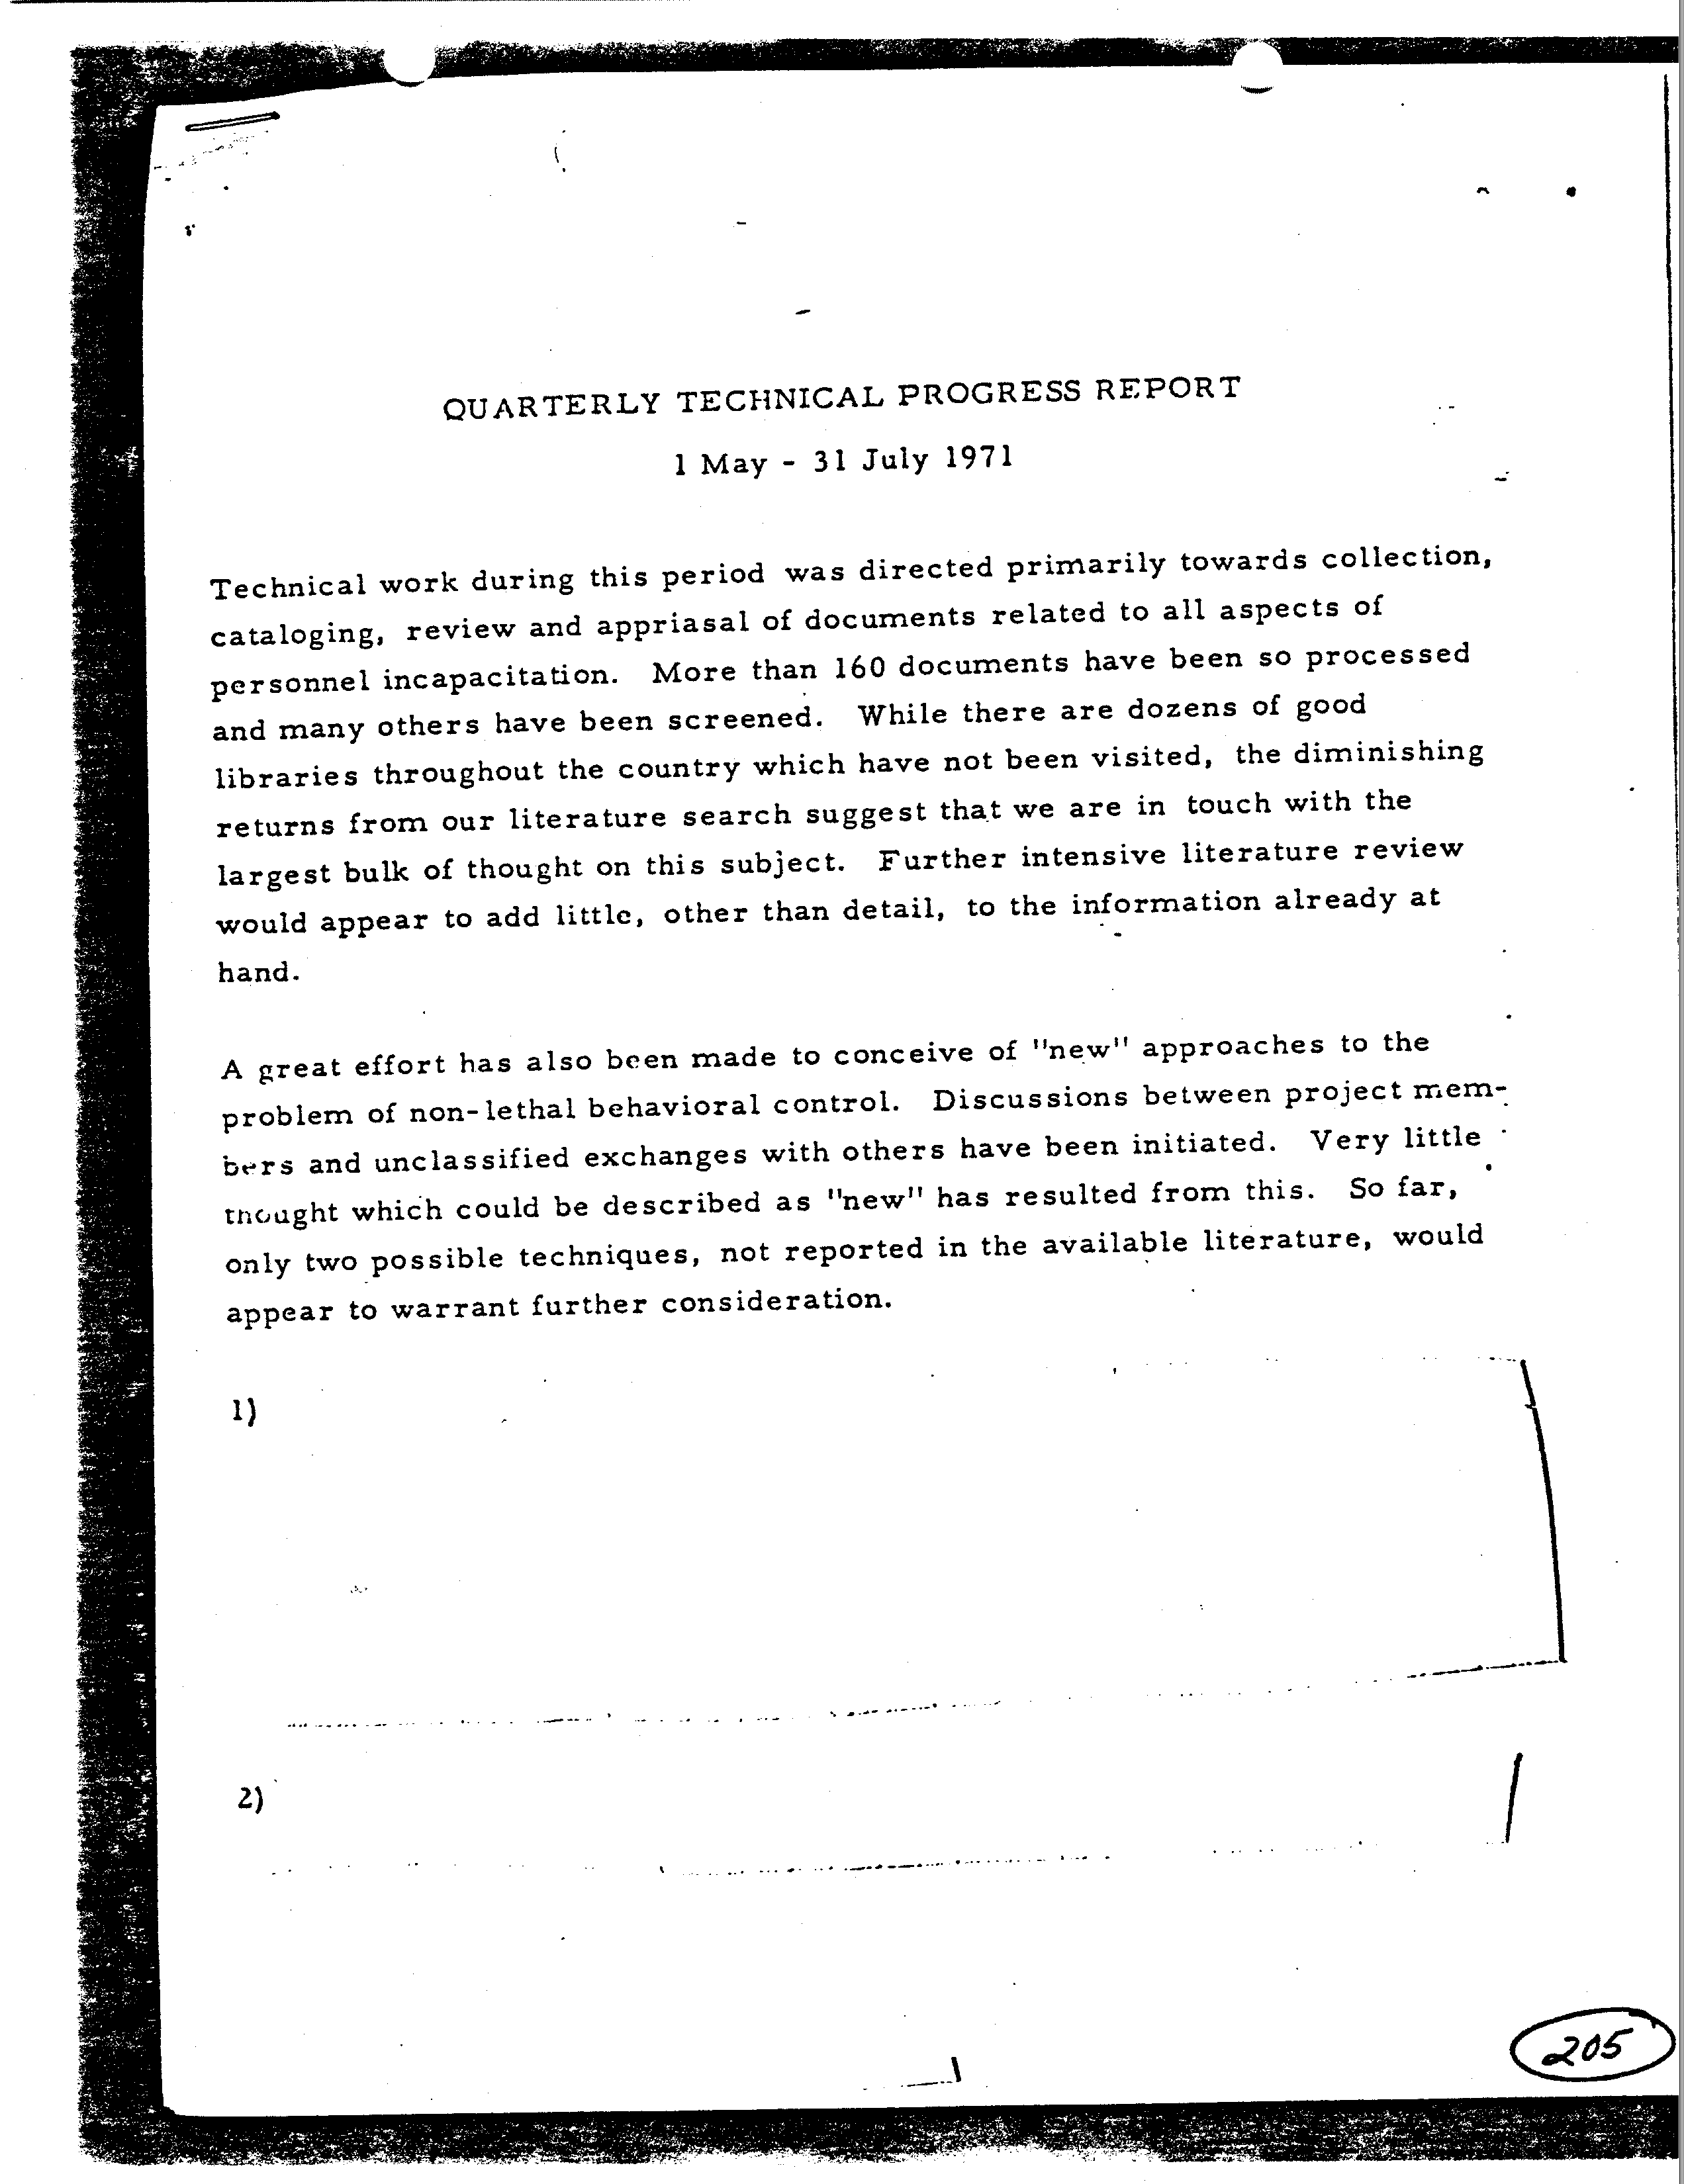 QUARTERLY TECHNICAL PROGRESS REPORT
1 May - 31 July 1971
Technical work during this period was directed primarily towards collection,
cataloging, review and appriasal of documents related to all aspects of
personnel incapacitation. More than 160 documents have been so processed
and many others have been screened. While there are dozens of good
libraries throughout the country which have not been visited, the diminishing
returns from our literature search suggest that we are in touch with the
largest bulk of thought on this subject. Further intensive literature review
would appear to add little, other than detail, to the information already at
hand.
A great effort has also been made to conceive of "new" approaches to the
problem of non-lethal behavioral control. Discussions between project mem-
bers and unclassified exchanges with others have been initiated. Very little
thought which could be described as "new" has resulted from this. So far,
only two possible techniques, not reported in the available literature, would
appear to warrant further consideration.
1)
2)
205